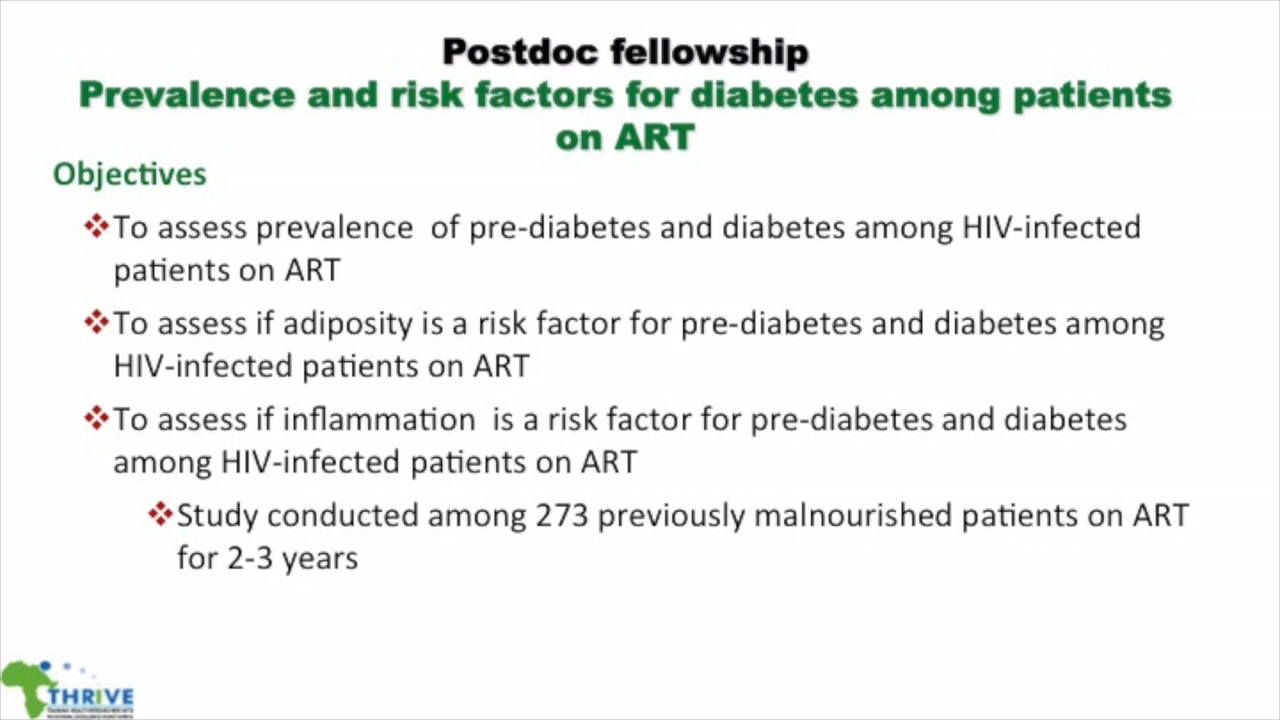 Postdoc fellowship
Prevalence and risk factors for diabetes among patients
on ART
Objectives
❖To assess prevalence of pre-diabetes and diabetes among HIV-infected
patients on ART
❖To assess if adiposity is a risk factor for pre-diabetes and diabetes among
HIV-infected patients on ART
❖To assess if inflammation is a risk factor for pre-diabetes and diabetes
among HIV-infected patients on ART
❖Study conducted among 273 previously malnourished patients on ART
for 2-3 years
THRiVE